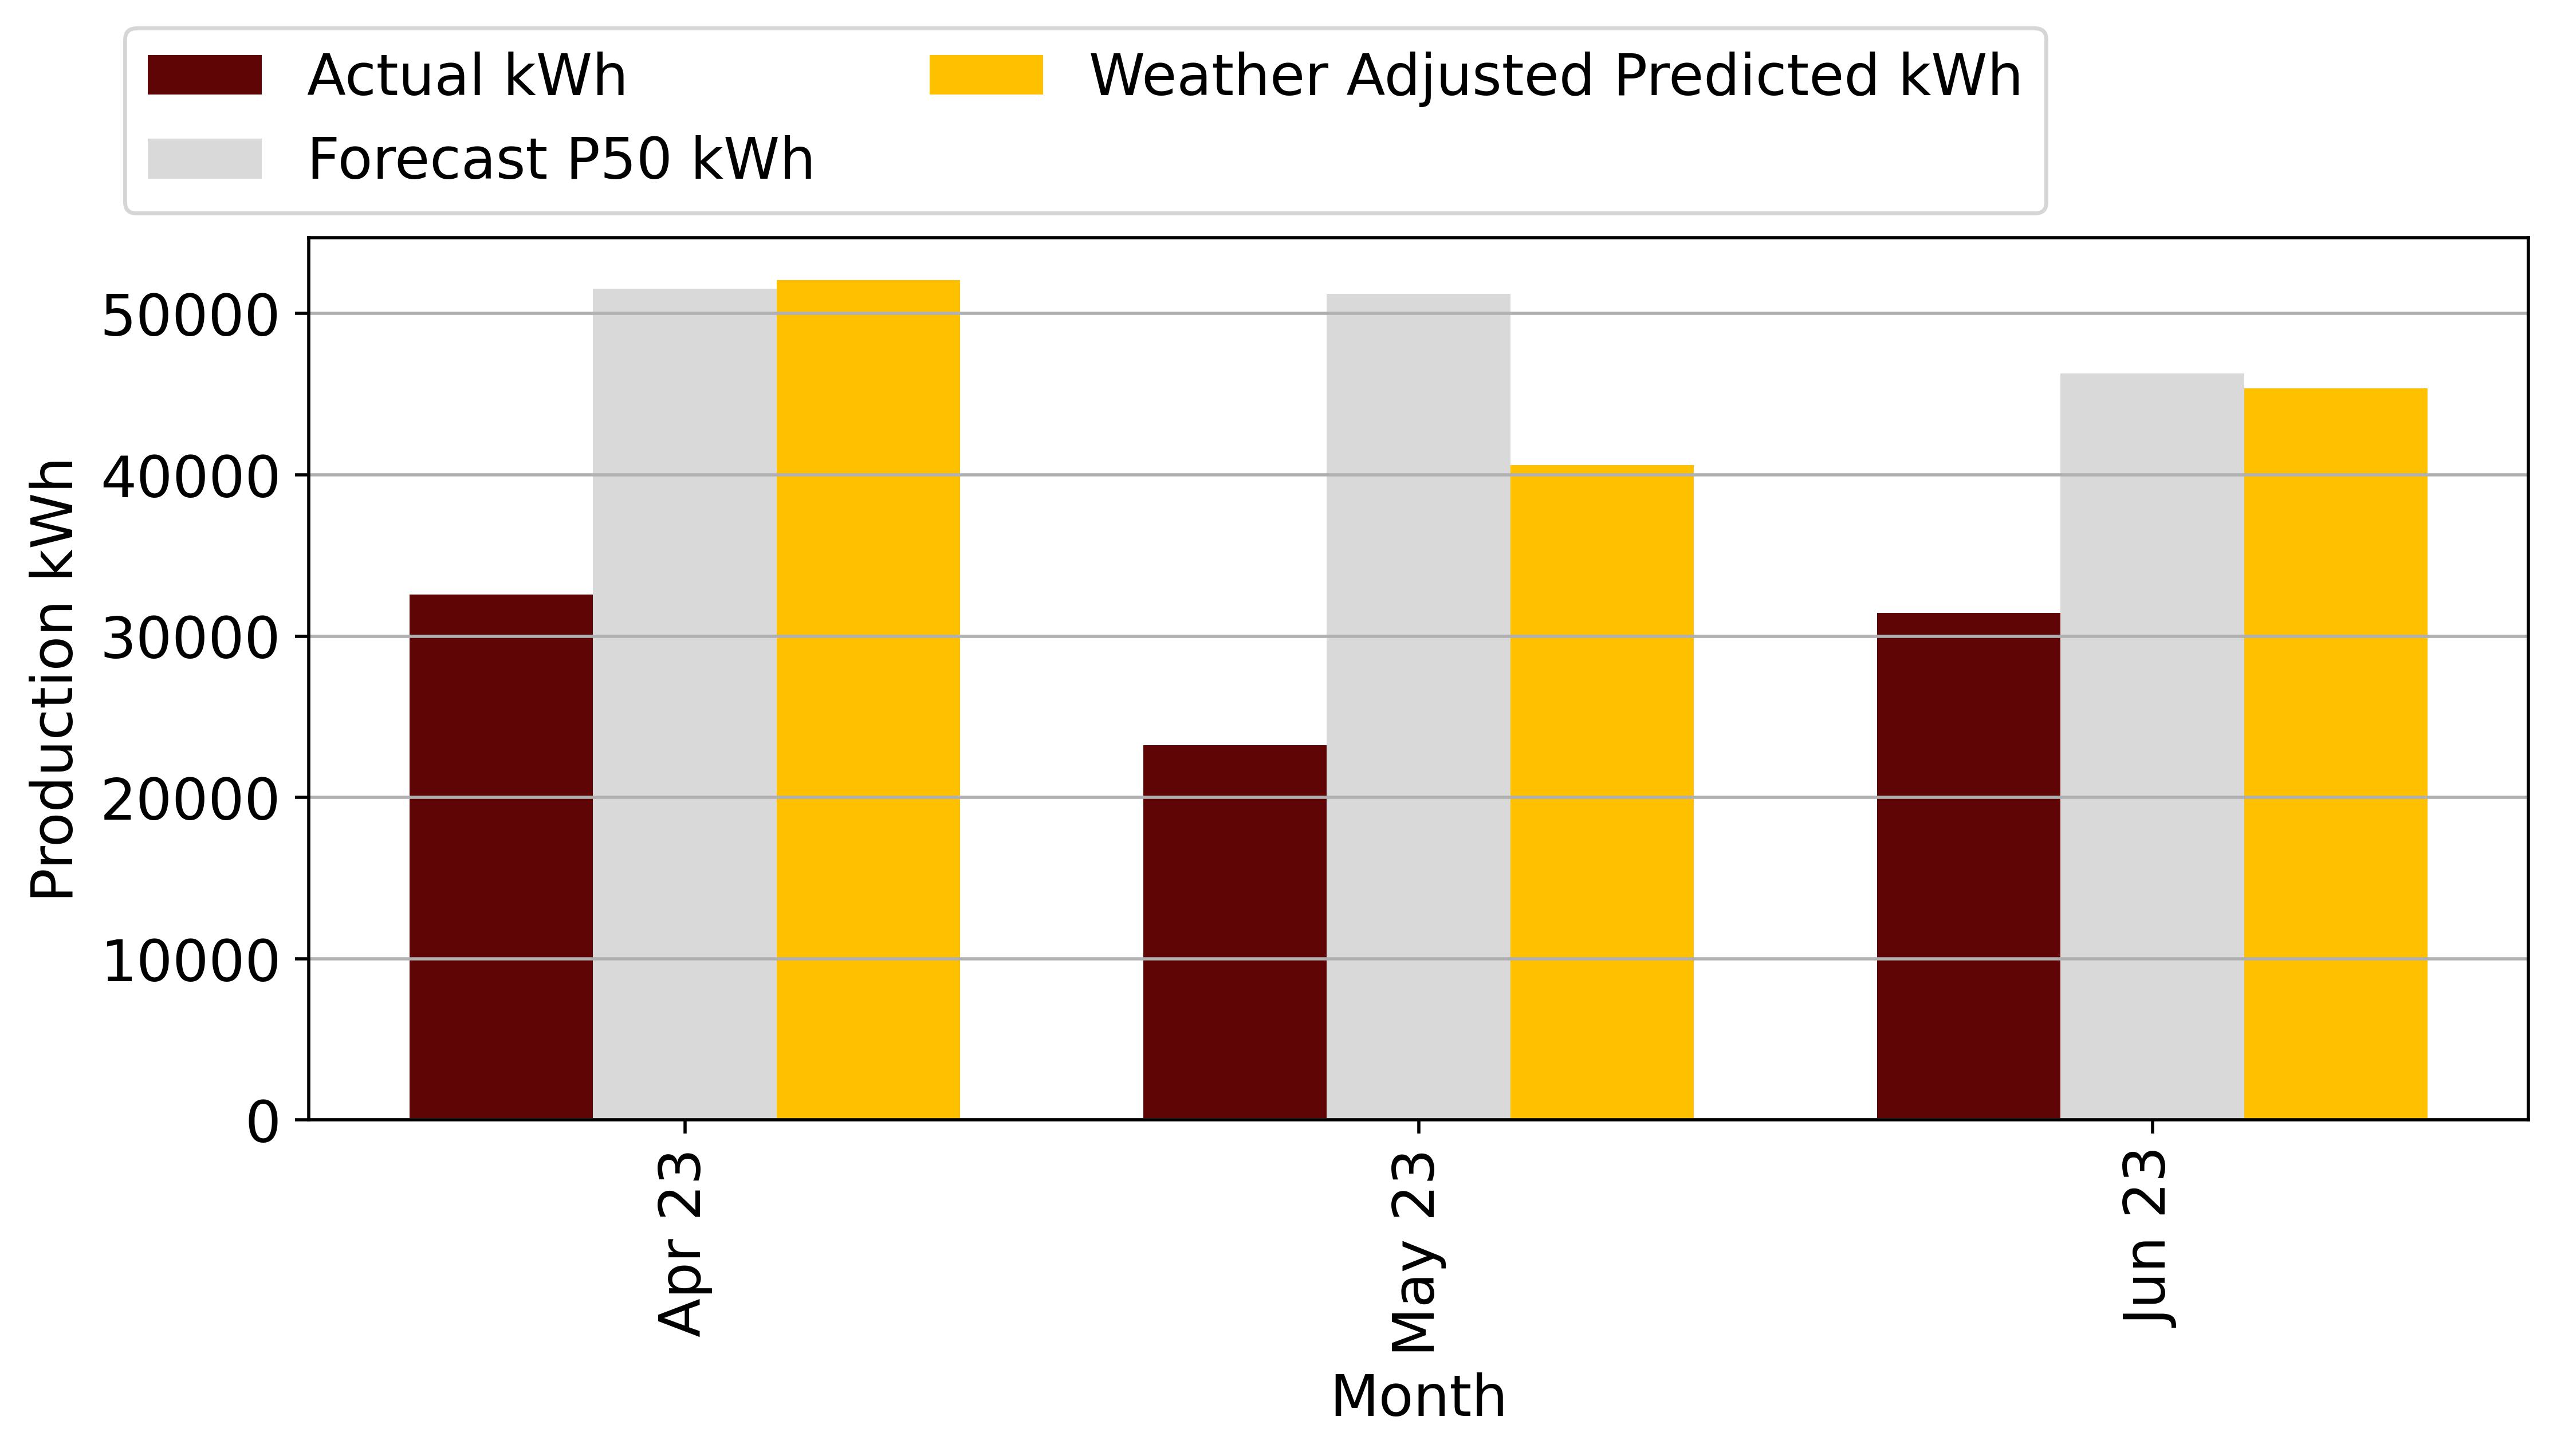 Actual kWh
Forecast P50 kWh
Weather Adjusted Predicted kWh
Production kWh
50000
40000
30000
20000
10000
0
Apr 23
May 23
Jun 23
Month